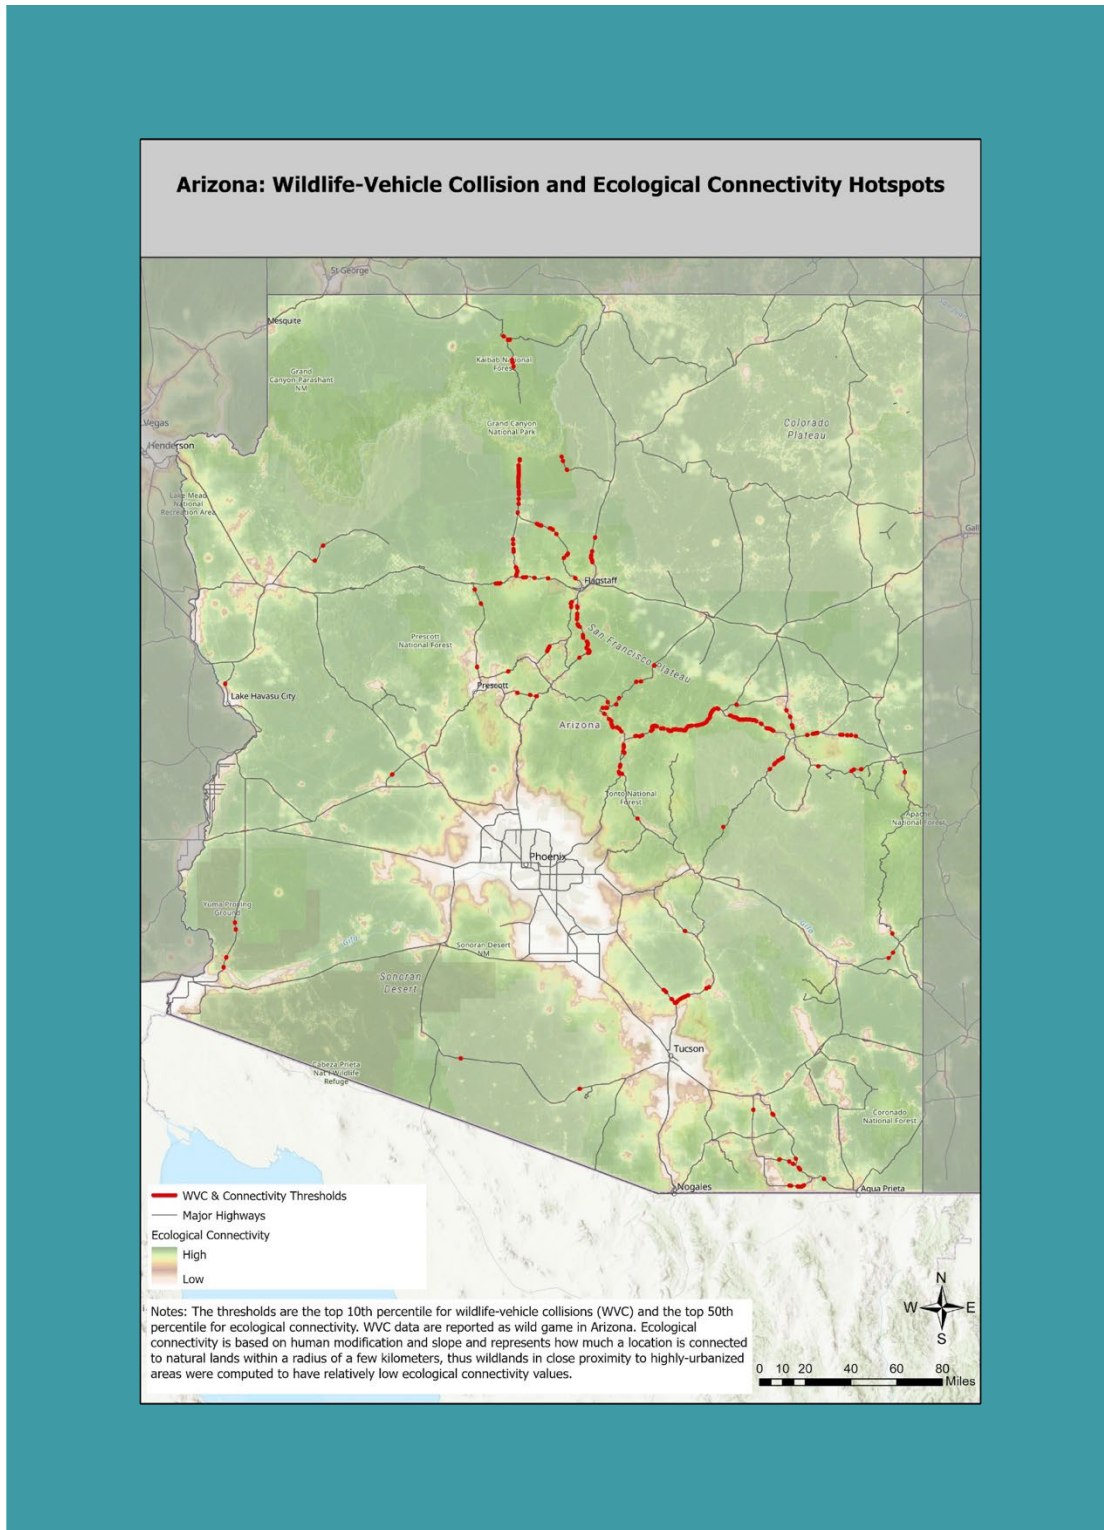 Arizona: Wildlife-Vehicle Collision and Ecological Connectivity Hotspots
St George
Mesquite
Kaibab National
Forest
Grand
Canyon Parashant
NM
Grand Canyon
National Park
Colorado
Plateau
Vegas
Henderson
Lake Mead
National
Recreation Area
Gall
Flagstaff
Prescott
National Forest
San Francisco Plateau
Lake Havasu City
Prescott
Arizona
Tonto National
Forest
Apache
National Forest
Phoenix
Yuma Proving
Ground
Gila
Gila
Sonoran Desert
NM
Sonoran
Desert
Tucson
Cabeza Prieta
Nat'l Wildlife
Refuge
Coronado
National Forest
Nogales
Agua Prieta
WVC & Connectivity Thresholds
Major Highways
Ecological Connectivity
High
Low
Notes: The thresholds are the top 10th percentile for wildlife-vehicle collisions (WVC) and the top 50th
percentile for ecological connectivity. WVC data are reported as wild game in Arizona. Ecological
connectivity is based on human modification and slope and represents how much a location is connected
to natural lands within a radius of a few kilometers, thus wildlands in close proximity to highly-urbanized
areas were computed to have relatively low ecological connectivity values.
N
W E
S
0 10 20 40 60 80
Miles